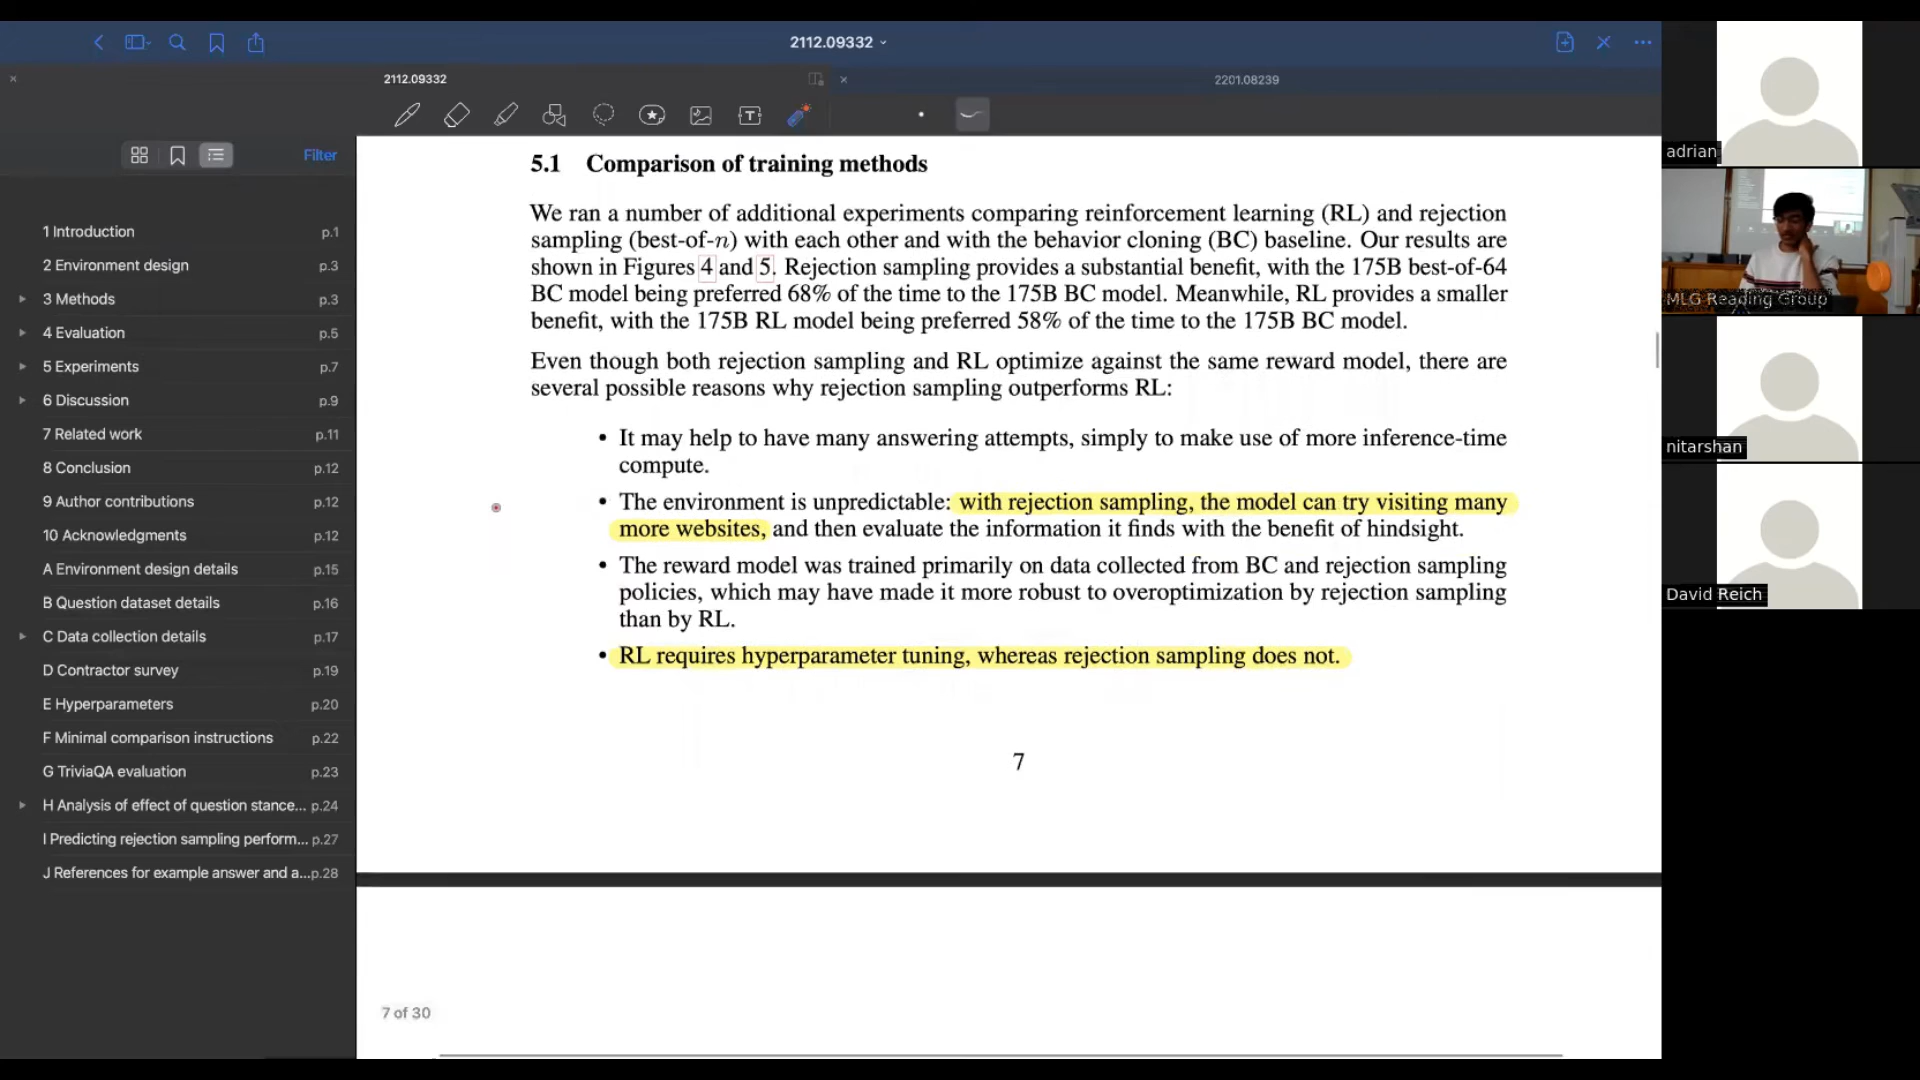 2112.09332
2112.09332
2201.08239
Filter
1 Introduction p.1
2 Environment design p.3
3 Methods p.3
4 Evaluation p.5
5 Experiments p.7
6 Discussion p.9
7 Related work p.11
8 Conclusion p.12
9 Author contributions p.12
10 Acknowledgments p.12
A Environment design details p.15
B Question dataset details p.16
C Data collection details p.17
D Contractor survey p.19
E Hyperparameters p.20
F Minimal comparison instructions p.22
G TriviaQA evaluation p.23
H Analysis of effect of question stance... p.24
I Predicting rejection sampling perform... p.27
J References for example answer and a... p.28
5.1 Comparison of training methods
We ran a number of additional experiments comparing reinforcement learning (RL) and rejection
sampling (best-of-n) with each other and with the behavior cloning (BC) baseline. Our results are
shown in Figures 4 and 5. Rejection sampling provides a substantial benefit, with the 175B best-of-64
BC model being preferred 68% of the time to the 175B BC model. Meanwhile, RL provides a smaller
benefit, with the 175B RL model being preferred 58% of the time to the 175B BC model.
Even though both rejection sampling and RL optimize against the same reward model, there are
several possible reasons why rejection sampling outperforms RL:
• It may help to have many answering attempts, simply to make use of more inference-time
compute.
• The environment is unpredictable: with rejection sampling, the model can try visiting many
more websites, and then evaluate the information it finds with the benefit of hindsight.
• The reward model was trained primarily on data collected from BC and rejection sampling
policies, which may have made it more robust to overoptimization by rejection sampling
than by RL.
• RL requires hyperparameter tuning, whereas rejection sampling does not.
7
7 of 30
adrian
MLG Reading Group
nitarshan
David Reich